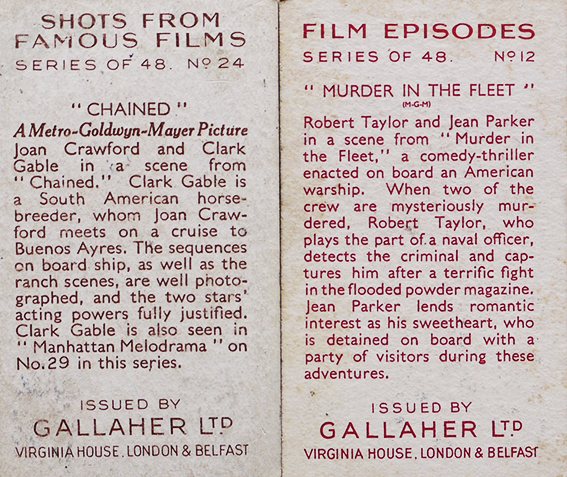 SHOTS FROM
FAMOUS FILMS
SERIES OF 48. No 24
" CHAINED "
A Metro-Goldwyn-Mayer Picture
Joan Crawford and Clark
Gable in a scene from
" Chained." Clark Gable is
a South American horse-
breeder, whom Joan Craw-
ford meets on a cruise to
Buenos Ayres. The sequences
on board ship, as well as the
ranch scenes, are well photo-
graphed, and the two stars'
acting powers fully justified.
Clark Gable is also seen in
" Manhattan Melodrama " on
No. 29 in this series.
ISSUED BY
GALLAHER LTD
VIRGINIA HOUSE, LONDON & BELFAST
FILM EPISODES
SERIES OF 48. No 12
" MURDER IN THE FLEET "
(M-G-M)
Robert Taylor and Jean Parker
in a scene from " Murder in
the Fleet," a comedy-thriller
enacted on board an American
warship. When two of the
crew are mysteriously mur-
dered, Robert Taylor, who
plays the part of a naval officer,
detects the criminal and cap-
tures him after a terrific fight
in the flooded powder magazine.
Jean Parker lends romantic
interest as his sweetheart, who
is detained on board with a
party of visitors during these
adventures.
ISSUED BY
GALLAHER LTD
VIRGINIA HOUSE, LONDON & BELFAST